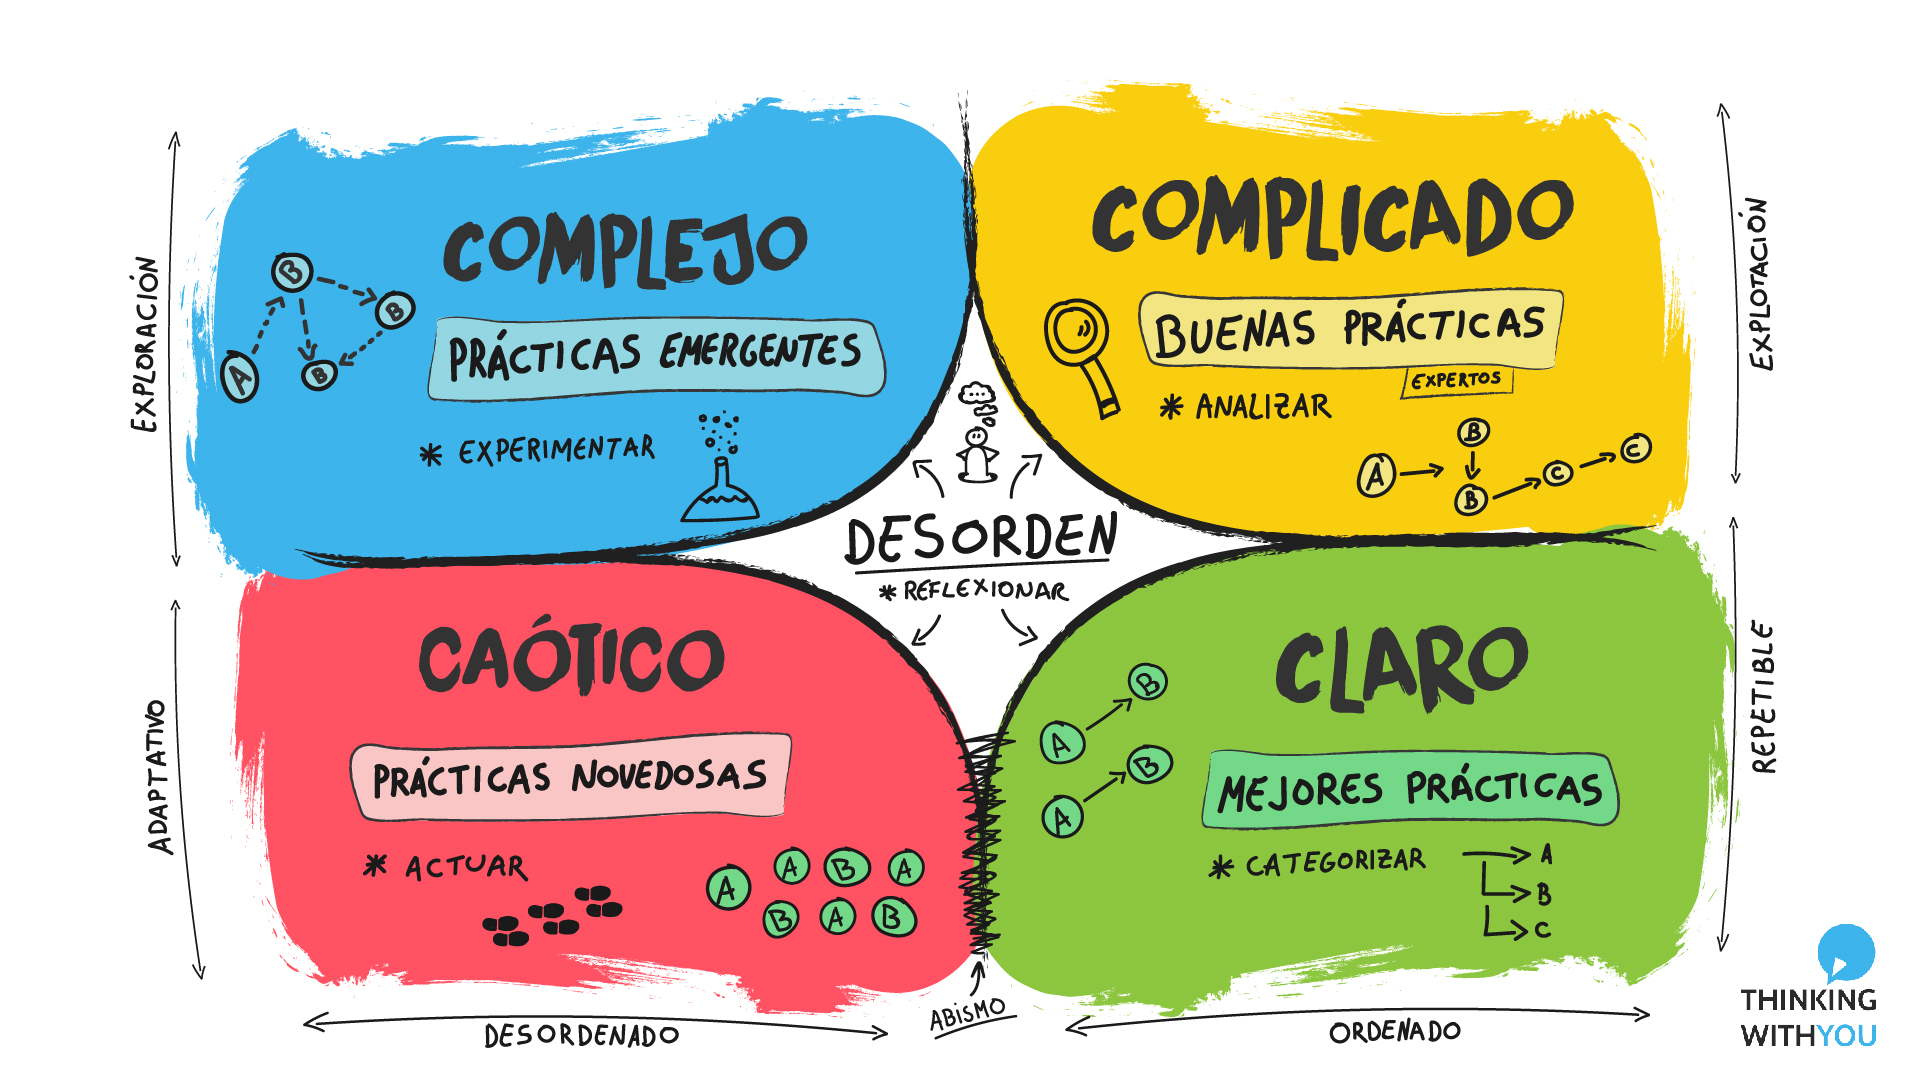 COMPLEJO
PRÁCTICAS EMERGENTES
* EXPERIMENTAR
B
B
A
B
EXPLORACIÓN
COMPLICADO
BUENAS PRÁCTICAS
EXPERTOS
* ANALIZAR
B
A
B
C
C
EXPLOTACIÓN
DESORDEN
* REFLEXIONAR
CAÓTICO
PRÁCTICAS NOVEDOSAS
* ACTUAR
A
A
B
A
B
A
B
ADAPTATIVO
CLARO
MEJORES PRÁCTICAS
* CATEGORIZAR
A
B
C
B
A
B
A
REPETIBLE
DESORDENADO
ABISMO
ORDENADO
THINKING
WITHYOU